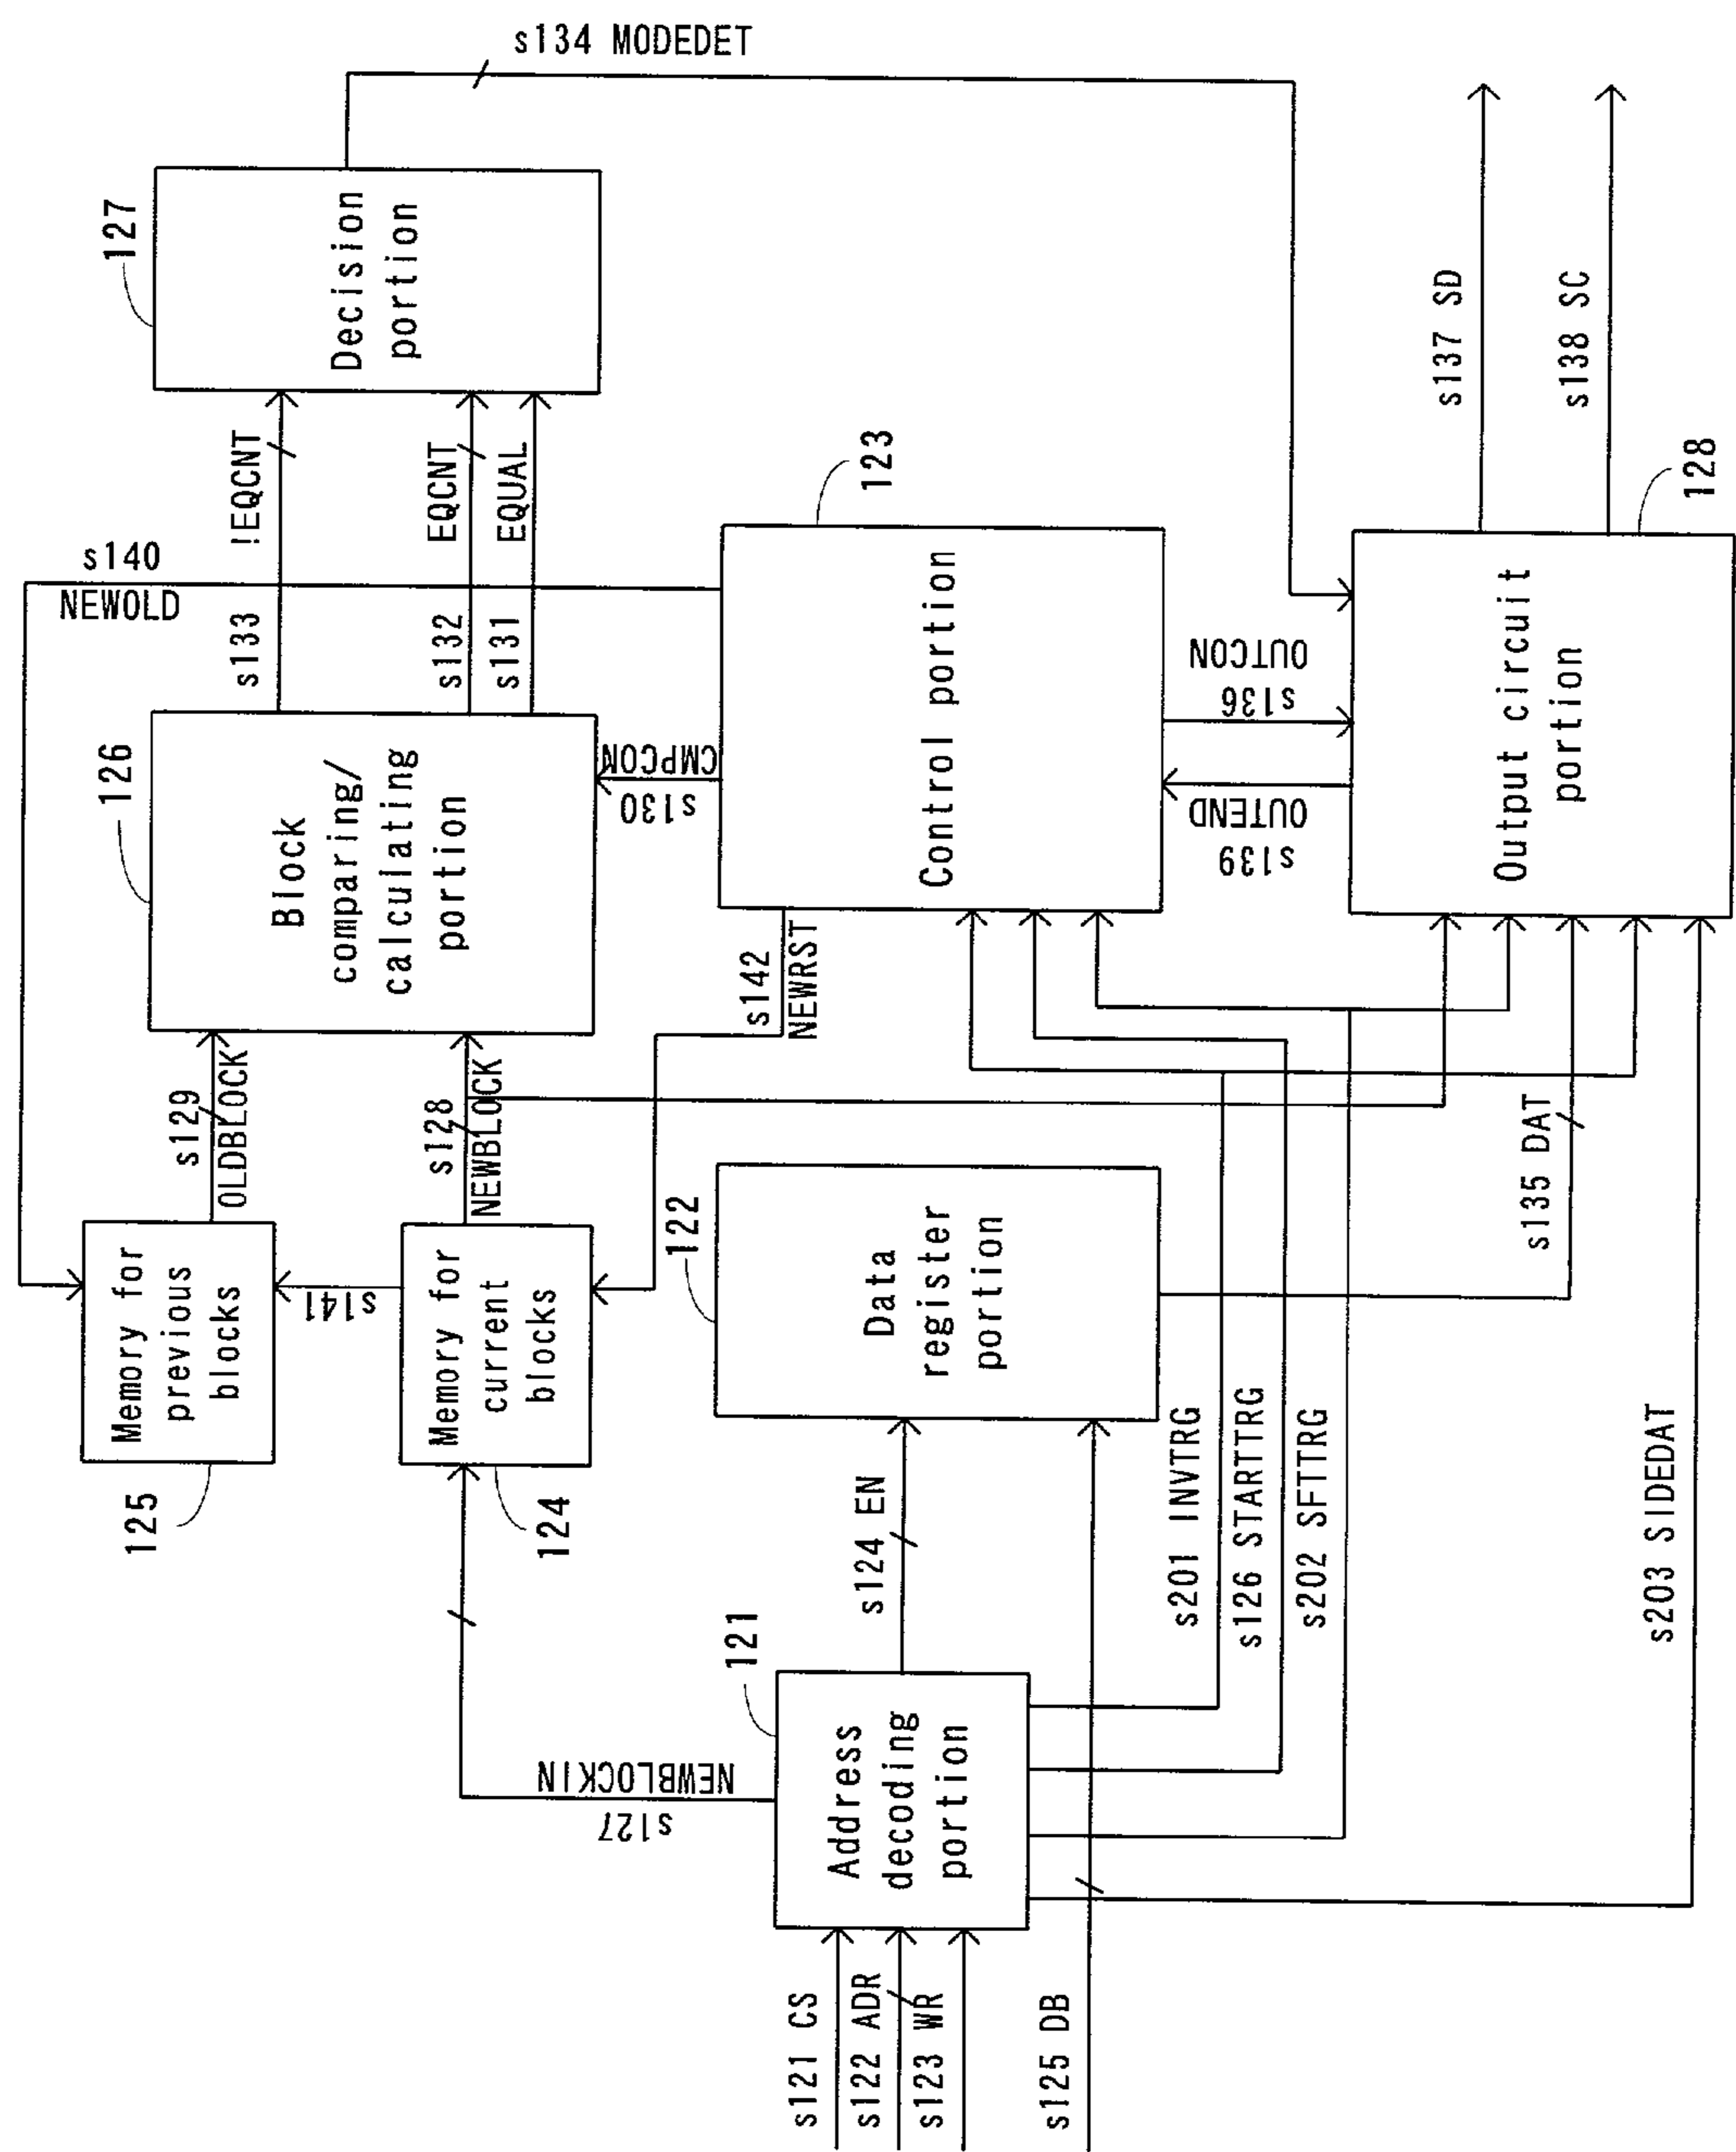 s134 MODEDET
127
Decision
portion
!EQCNT
EQCNT
EQUAL
s140
NEWOLD
s133
s132
s131
126
Block
comparing/
calculating
portion
s130
CMPCON
123
Control portion
s142
NEWRST
OUTCON
s136
OUTEND
s139
s137 SD
s138 SC
128
Output circuit
portion
s129
OLDBLOCK
s128
NEWBLOCK
Memory for
previous
blocks
125
s141
Memory for
current
blocks
124
122
Data
register
portion
s135 DAT
s124 EN
s201 INVTRG
s126 STARTTRG
s202 SFTTRG
s203 SIDEDAT
NEWBLOCKIN
s127
121
Address
decoding
portion
s121 CS
s122 ADR
s123 WR
s125 DB